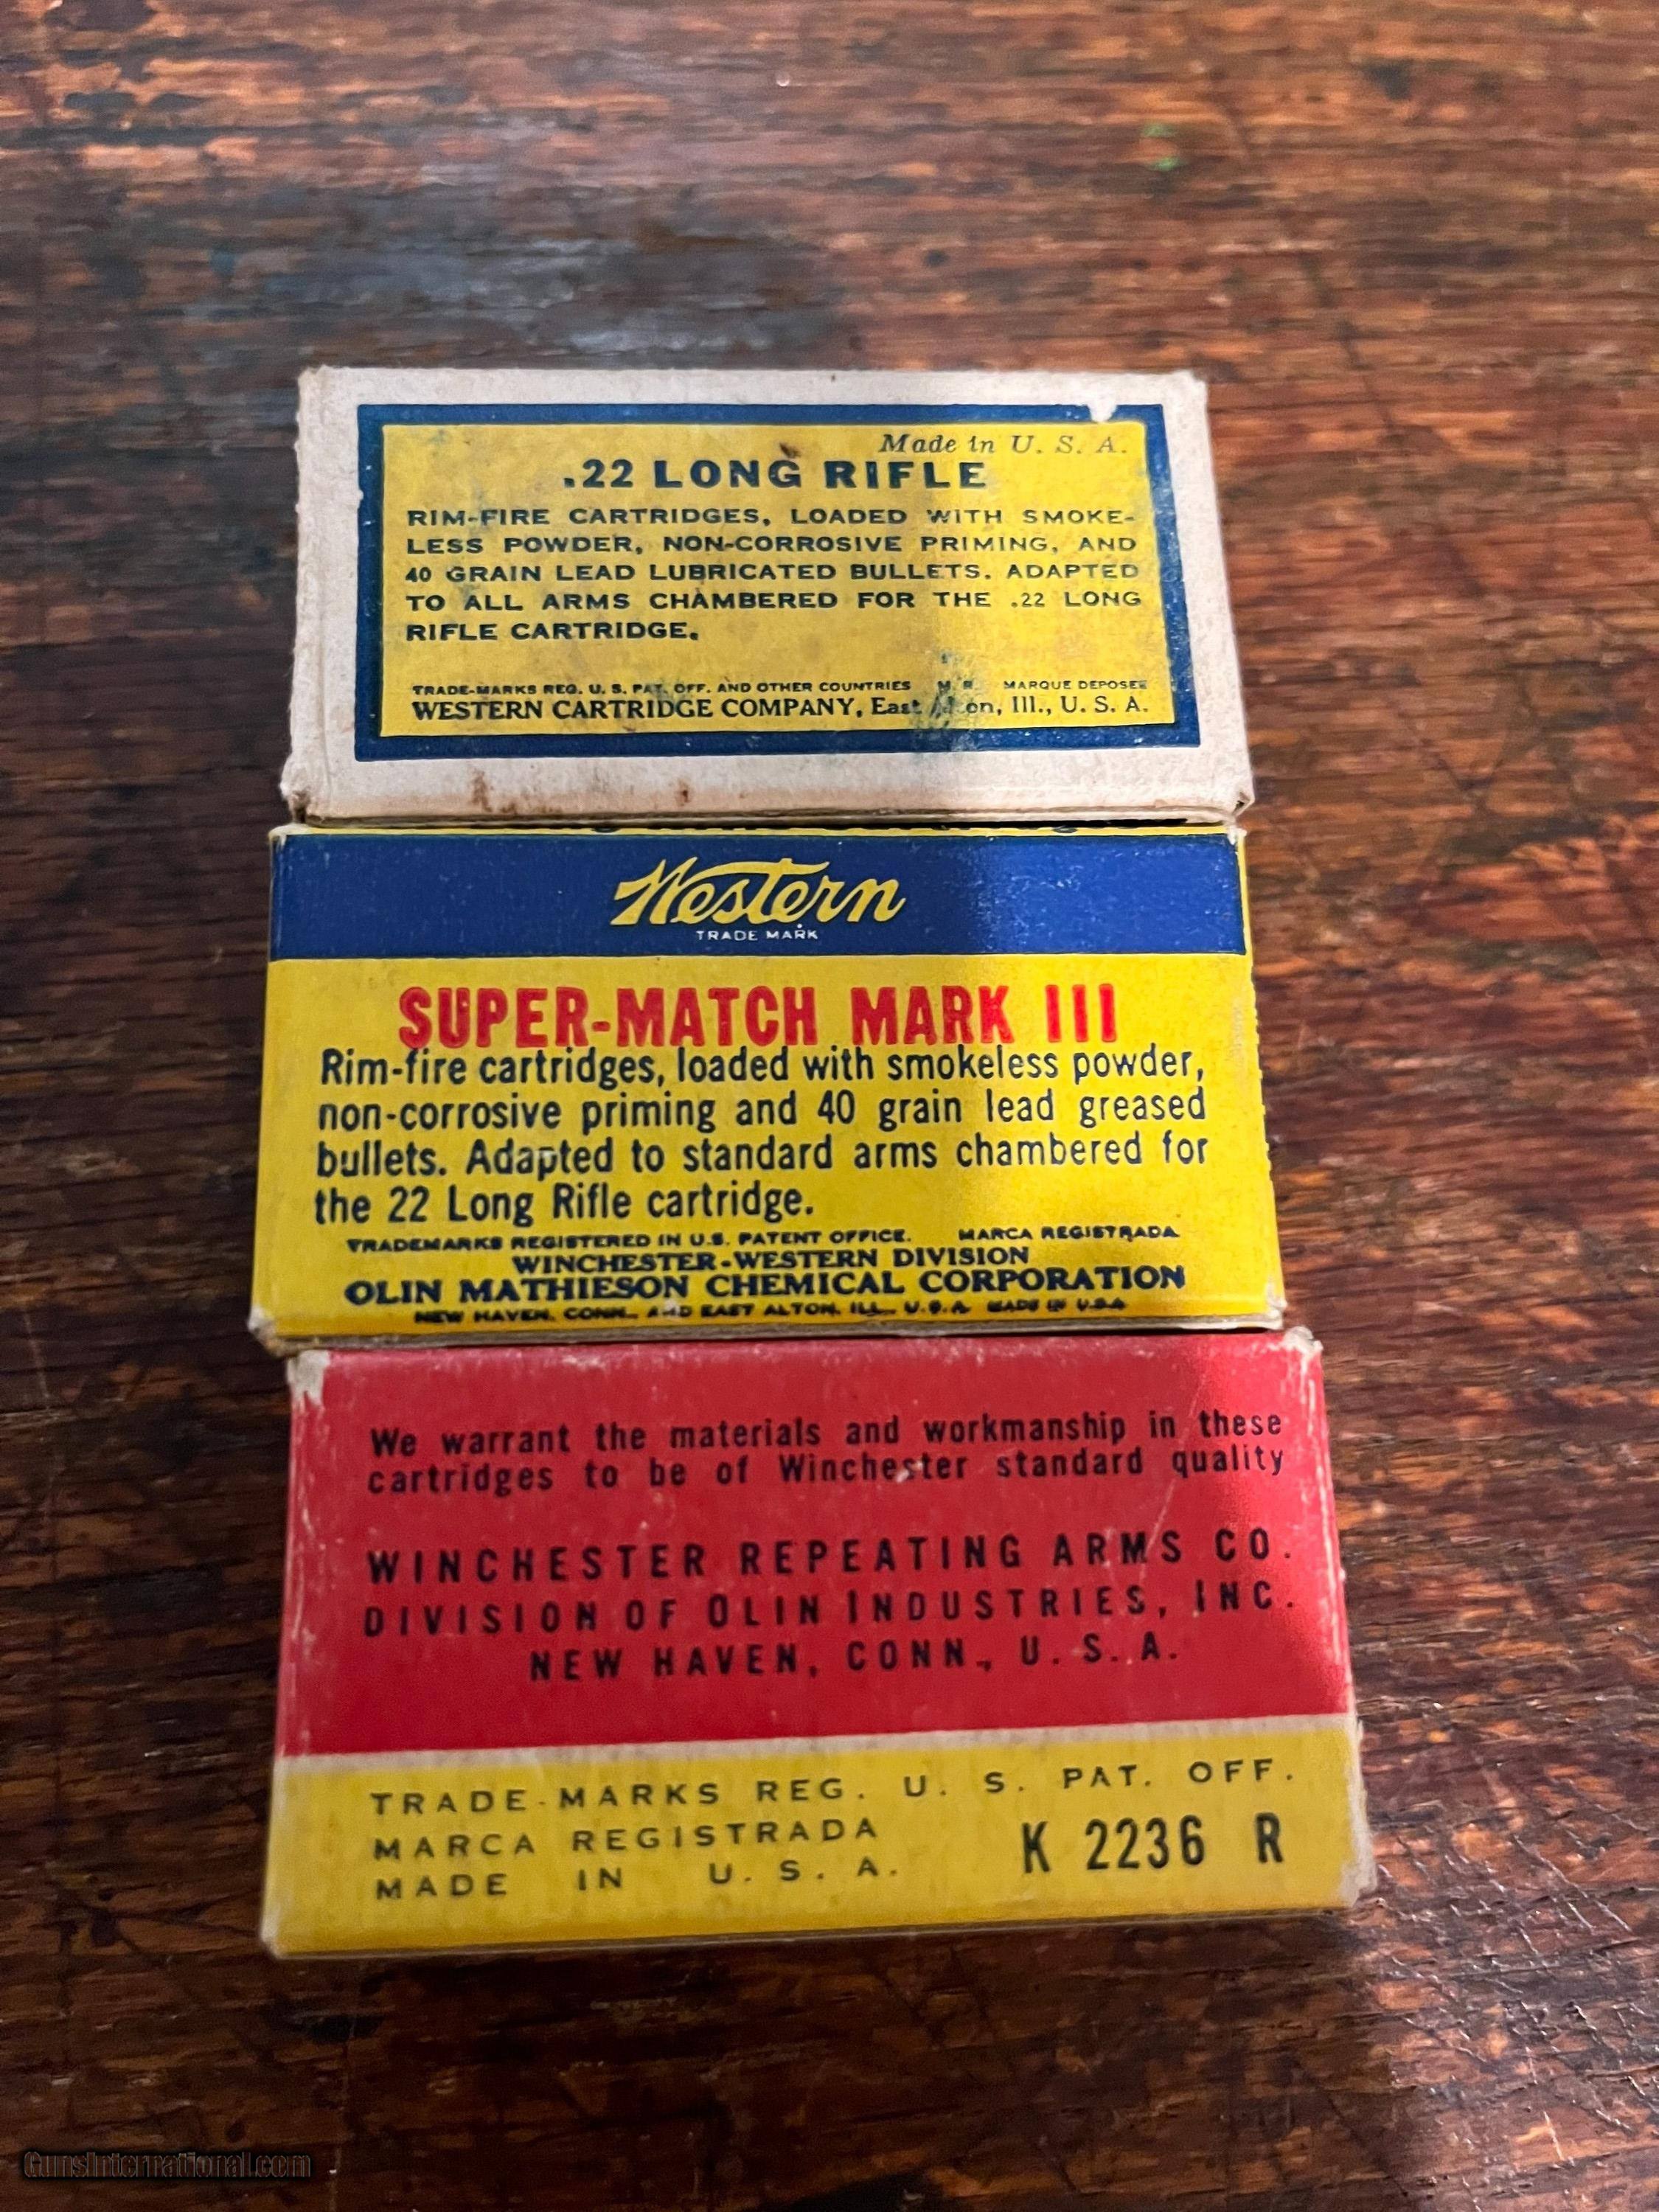 Made in U. S. A.
.22 LONG RIFLE
RIM-FIRE CARTRIDGES, LOADED WITH SMOKE-
LESS POWDER, NON-CORROSIVE PRIMING, AND
40 GRAIN LEAD LUBRICATED BULLETS. ADAPTED
TO ALL ARMS CHAMBERED FOR THE .22 LONG
RIFLE CARTRIDGE.
TRADE-MARKS REG. U. S. PAT. OFF. AND OTHER COUNTRIES M. R. MARQUE DEPOSEE
WESTERN CARTRIDGE COMPANY, East Alton, Ill., U. S. A.
Western
TRADE MARK
SUPER-MATCH MARK III
Rim-fire cartridges, loaded with smokeless powder,
non-corrosive priming and 40 grain lead greased
bullets. Adapted to standard arms chambered for
the 22 Long Rifle cartridge.
TRADEMARKS REGISTERED IN U.S. PATENT OFFICE. MARCA REGISTRADA
WINCHESTER-WESTERN DIVISION
OLIN MATHIESON CHEMICAL CORPORATION
NEW HAVEN, CONN., AND EAST ALTON, ILL., U.S.A. MADE IN U.S.A.
We warrant the materials and workmanship in these
cartridges to be of Winchester standard quality
WINCHESTER REPEATING ARMS CO.
DIVISION OF OLIN INDUSTRIES, INC.
NEW HAVEN, CONN., U. S. A.
TRADE-MARKS REG. U. S. PAT. OFF.
MARCA REGISTRADA
MADE IN U. S. A.
K 2236 R
GunsInternational.com